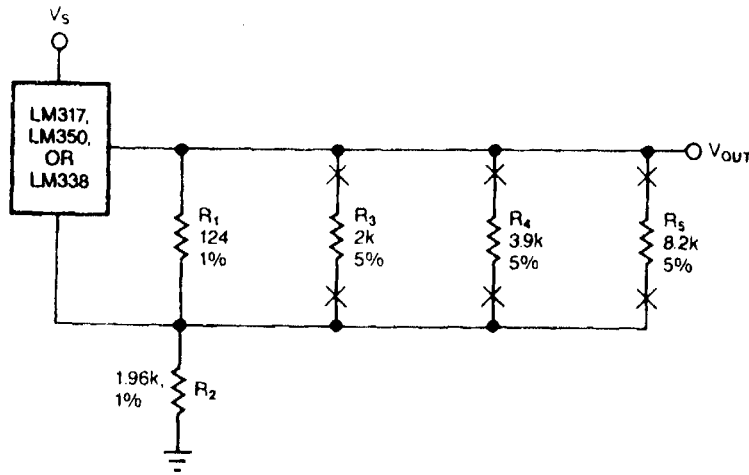 VS
LM317,
LM350,
OR
LM338
VOUT
R1
124
1%
R3
2k
5%
R4
3.9k
5%
R5
8.2k
5%
1.96k,
1%
R2